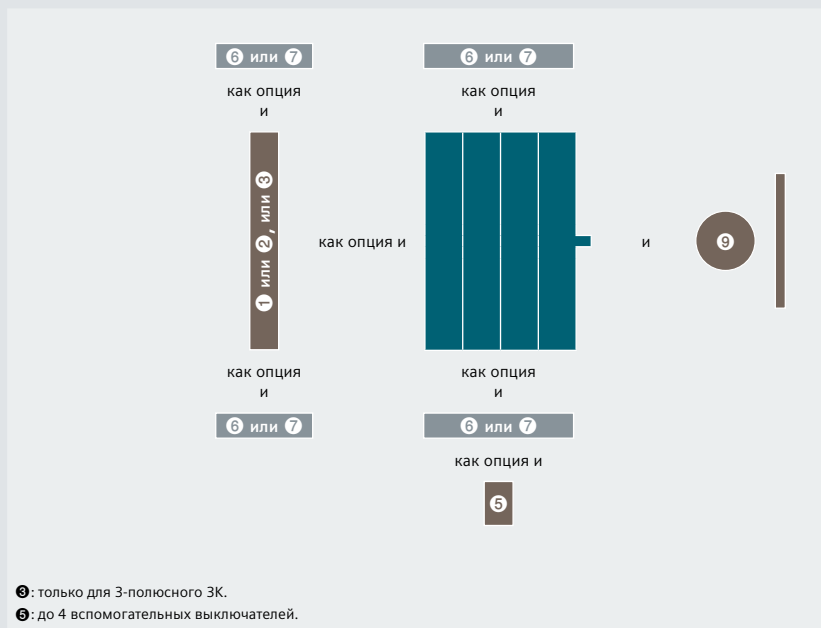 ❻ или ❼
❻ или ❼
как опция
и
как опция
и
❶ или ❷, или ❸
как опция и
и
❾
как опция
и
как опция
и
❻ или ❼
❻ или ❼
как опция и
❺
❸: только для 3-полюсного ЗК.
❺: до 4 вспомогательных выключателей.